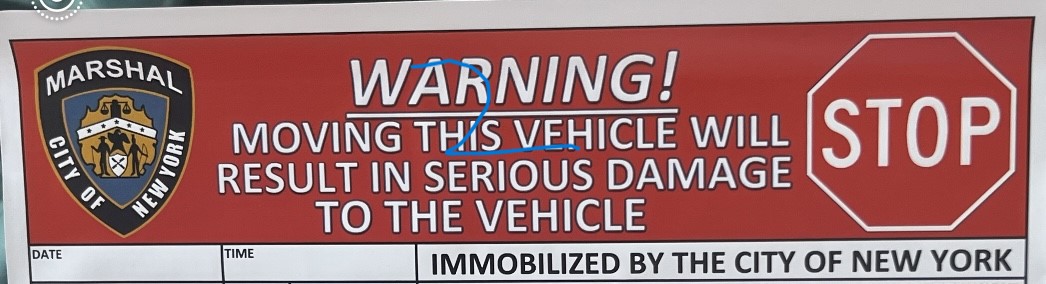 MARSHAL
CITY OF NEW YORK
WARNING!
MOVING THIS VEHICLE WILL
RESULT IN SERIOUS DAMAGE
TO THE VEHICLE
STOP
DATE
TIME
IMMOBILIZED BY THE CITY OF NEW YORK
2